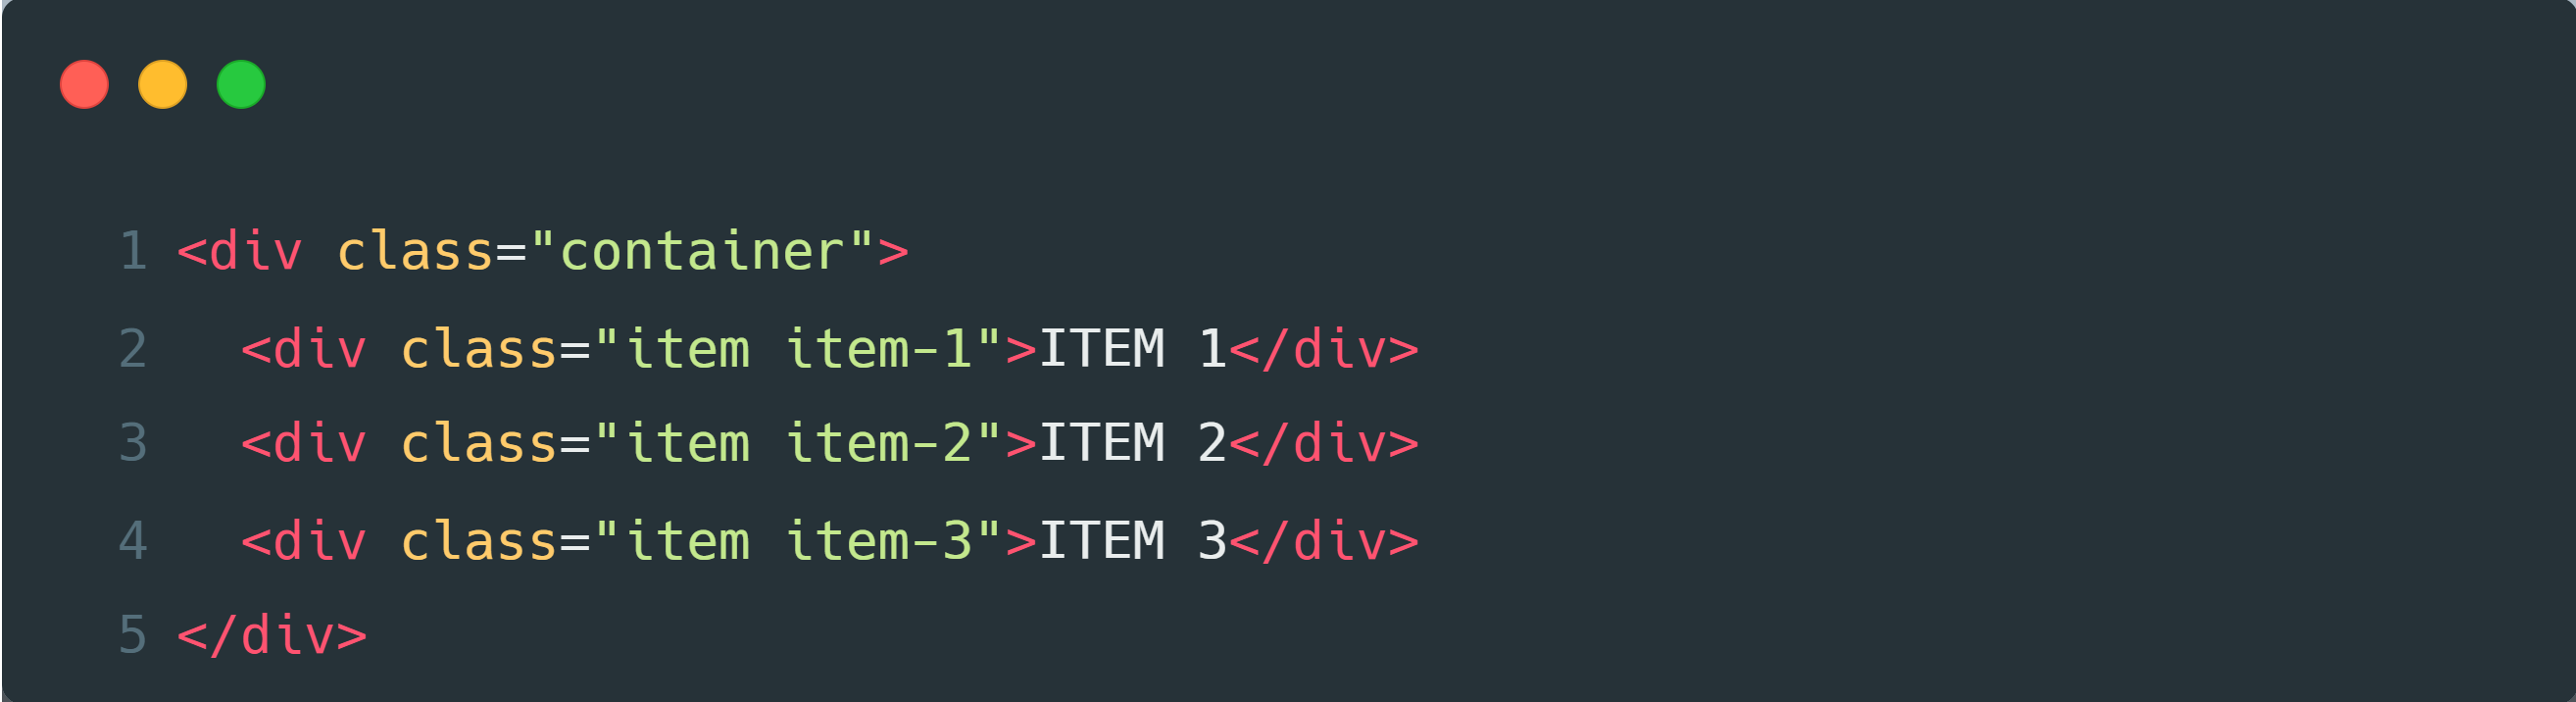 1 <div class="container">
2   <div class="item item-1">ITEM 1</div>
3   <div class="item item-2">ITEM 2</div>
4   <div class="item item-3">ITEM 3</div>
5 </div>